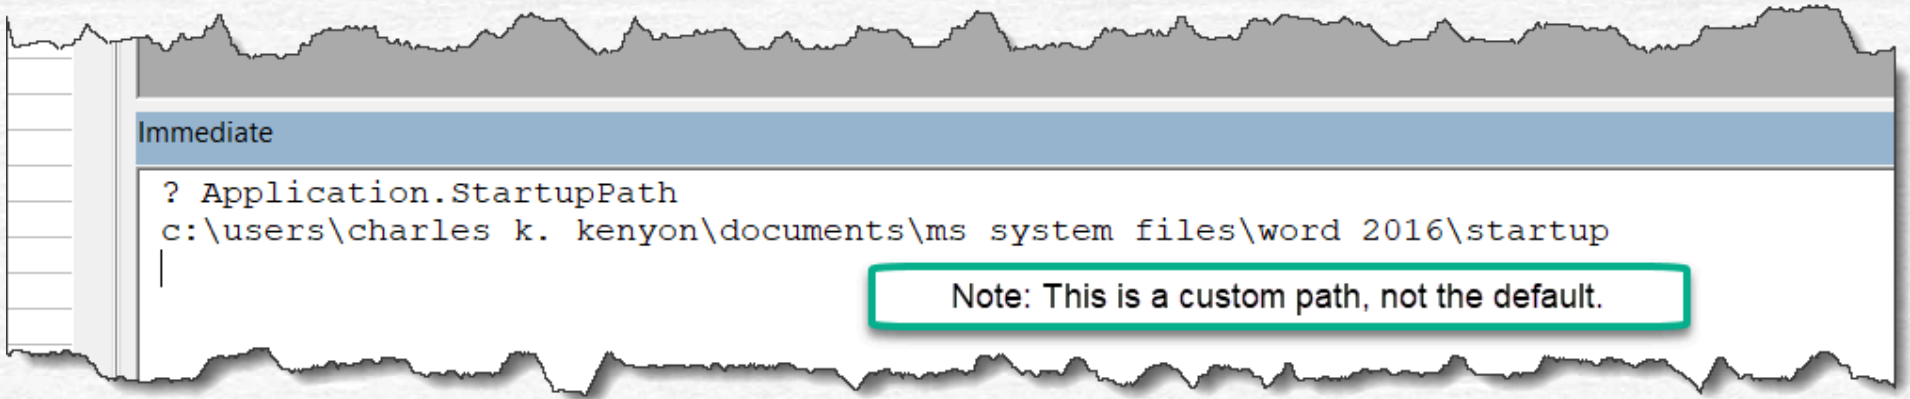 Immediate
? Application.StartupPath
c:\users\charles k. kenyon\documents\ms system files\word 2016\startup
Note: This is a custom path, not the default.